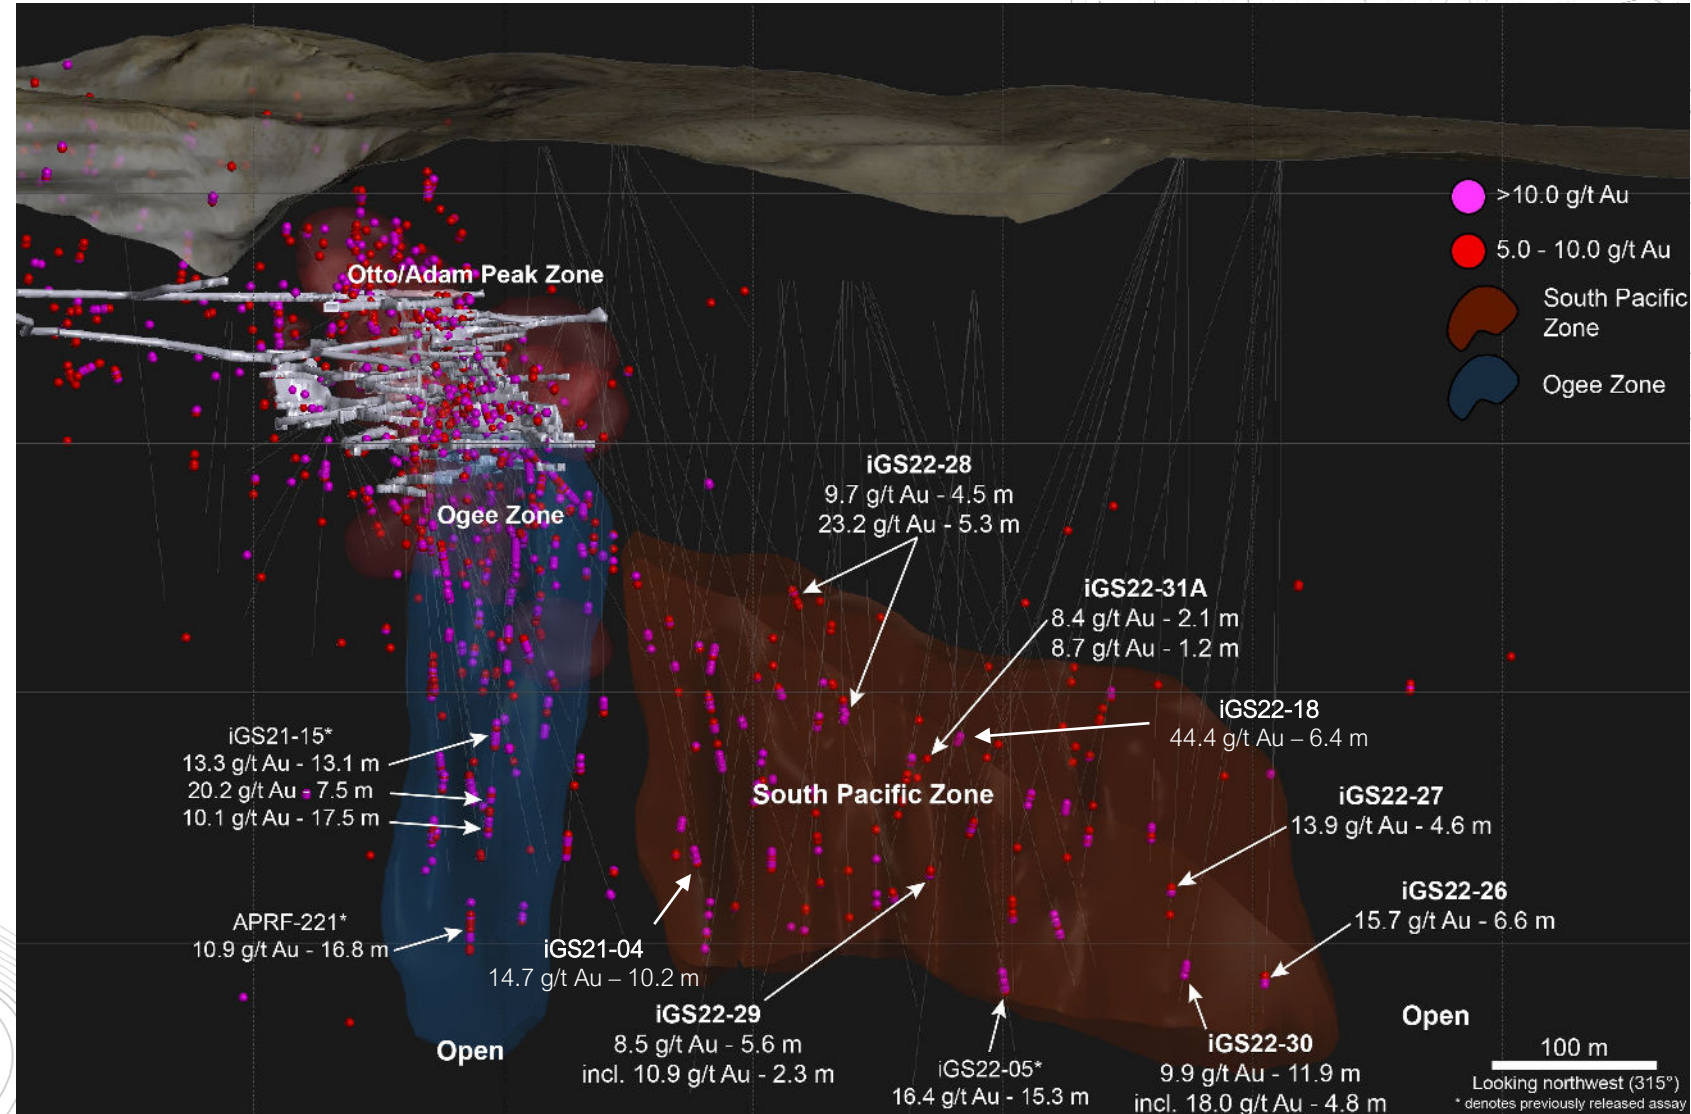 >10.0 g/t Au
5.0 - 10.0 g/t Au
South Pacific
Zone
Ogee Zone
Otto/Adam Peak Zone
Ogee Zone
iGS22-28
9.7 g/t Au - 4.5 m
23.2 g/t Au - 5.3 m
iGS22-31A
8.4 g/t Au - 2.1 m
8.7 g/t Au - 1.2 m
iGS22-18
44.4 g/t Au – 6.4 m
iGS21-15*
13.3 g/t Au - 13.1 m
20.2 g/t Au - 7.5 m
10.1 g/t Au - 17.5 m
South Pacific Zone
iGS22-27
13.9 g/t Au - 4.6 m
iGS22-26
15.7 g/t Au - 6.6 m
APRF-221*
10.9 g/t Au - 16.8 m
iGS21-04
14.7 g/t Au – 10.2 m
iGS22-29
8.5 g/t Au - 5.6 m
incl. 10.9 g/t Au - 2.3 m
Open
iGS22-05*
16.4 g/t Au - 15.3 m
iGS22-30
9.9 g/t Au - 11.9 m
incl. 18.0 g/t Au - 4.8 m
Open
100 m
Looking northwest (315°)
* denotes previously released assay